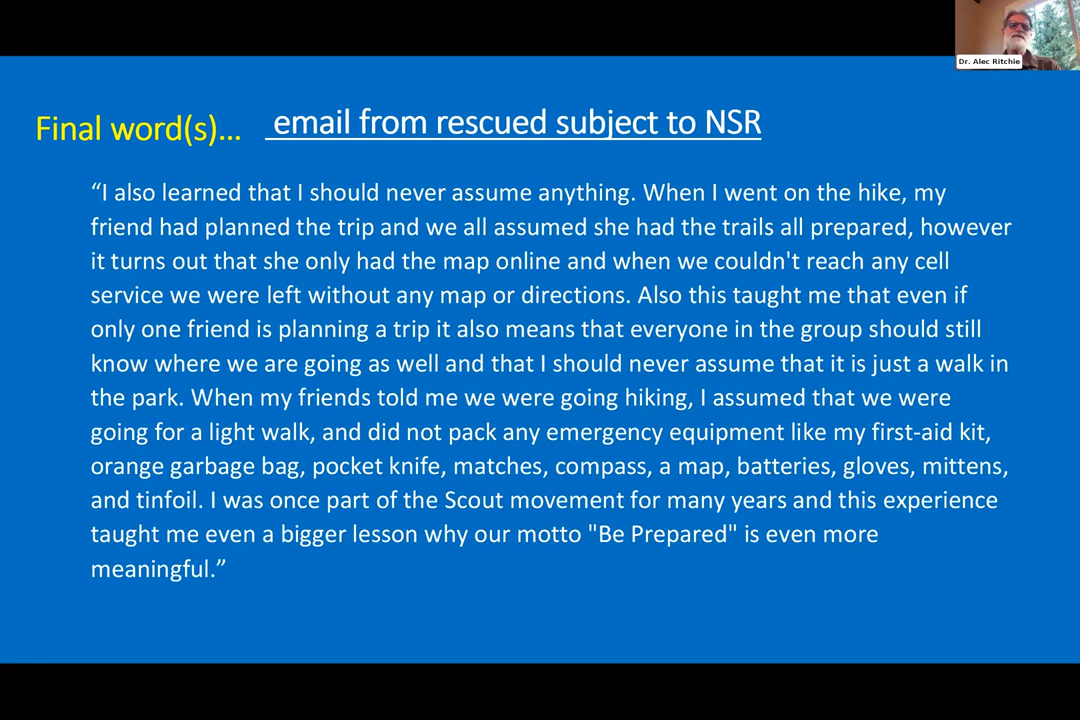 Dr. Alec Ritchie
Final word(s)... email from rescued subject to NSR
“I also learned that I should never assume anything. When I went on the hike, my
friend had planned the trip and we all assumed she had the trails all prepared, however
it turns out that she only had the map online and when we couldn't reach any cell
service we were left without any map or directions. Also this taught me that even if
only one friend is planning a trip it also means that everyone in the group should still
know where we are going as well and that I should never assume that it is just a walk in
the park. When my friends told me we were going hiking, I assumed that we were
going for a light walk, and did not pack any emergency equipment like my first-aid kit,
orange garbage bag, pocket knife, matches, compass, a map, batteries, gloves, mittens,
and tinfoil. I was once part of the Scout movement for many years and this experience
taught me even a bigger lesson why our motto "Be Prepared" is even more
meaningful.”